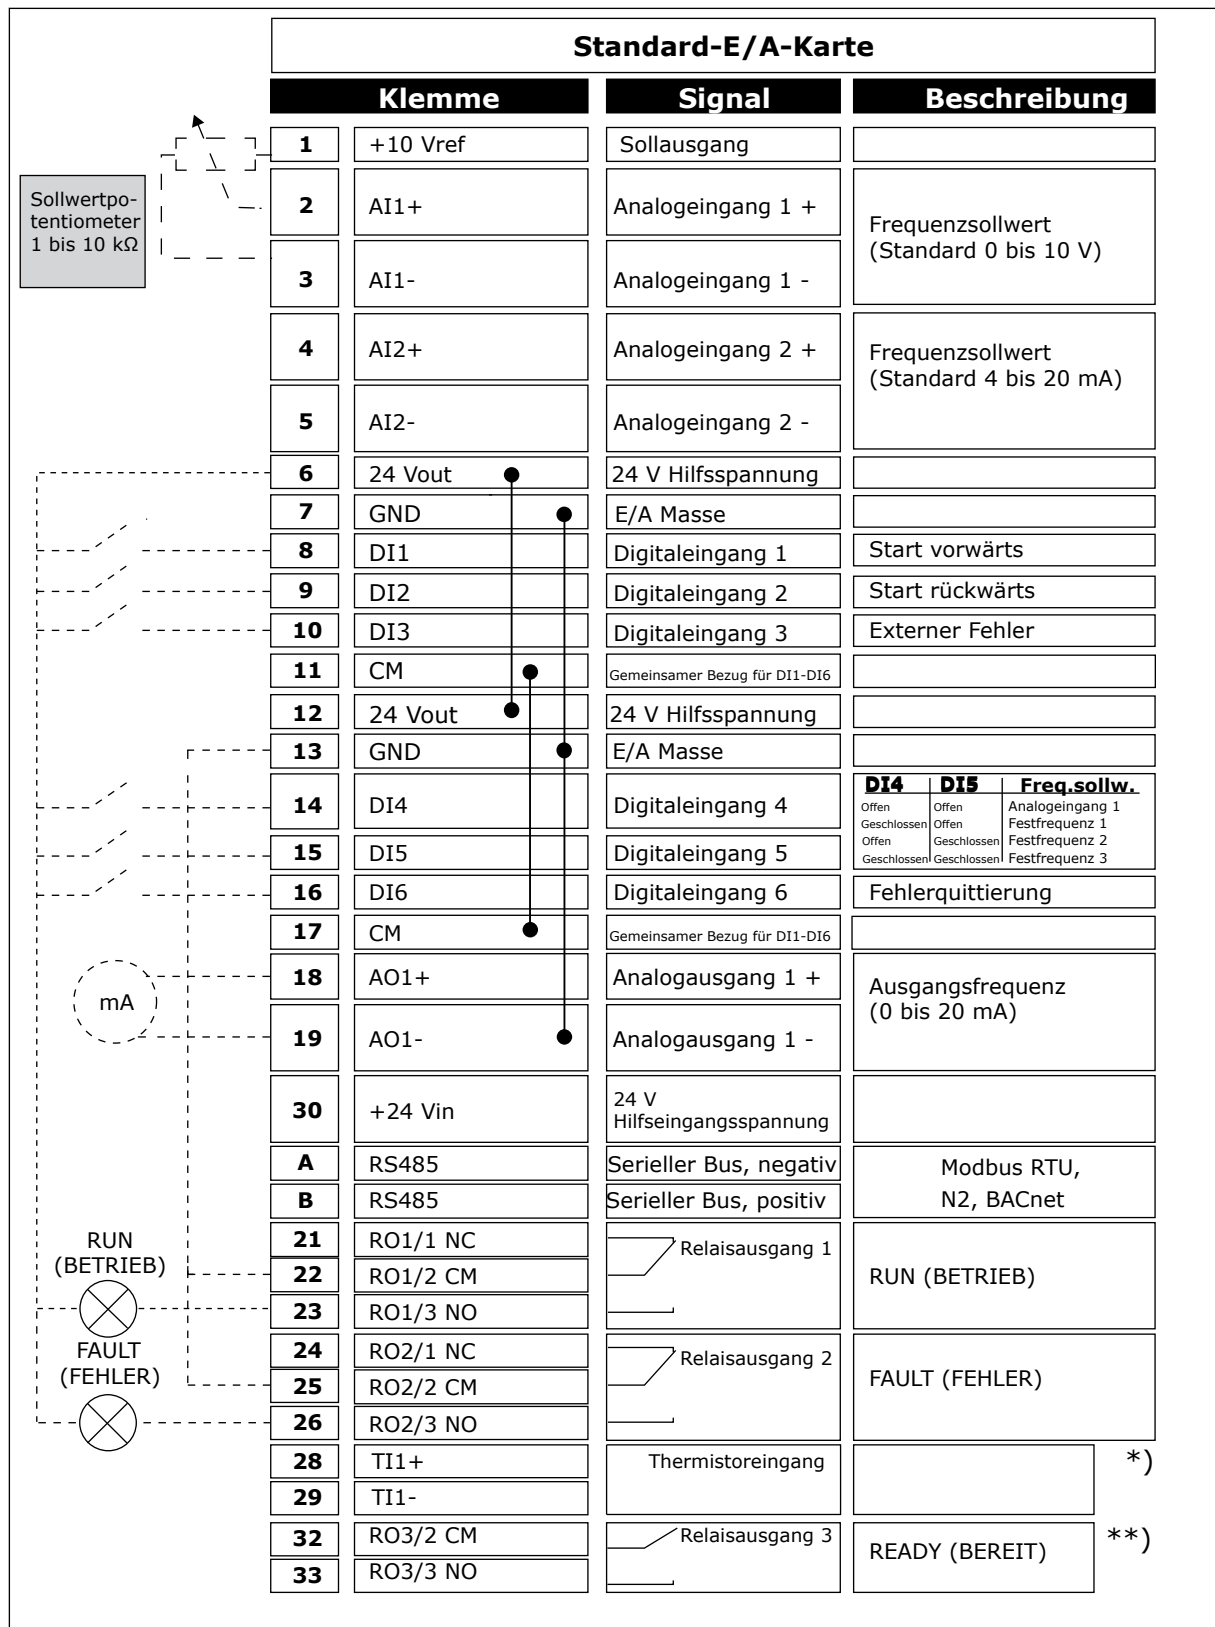 Standard-E/A-Karte
Klemme Signal Beschreibung
Sollwertpo-
tentiometer
1 bis 10 kΩ
1 +10 Vref Sollausgang
2 AI1+ Analogeingang 1 +
Frequenzsollwert
(Standard 0 bis 10 V)
3 AI1- Analogeingang 1 -
4 AI2+ Analogeingang 2 +
Frequenzsollwert
(Standard 4 bis 20 mA)
5 AI2- Analogeingang 2 -
6 24 Vout 24 V Hilfsspannung
7 GND E/A Masse
8 DI1 Digitaleingang 1 Start vorwärts
9 DI2 Digitaleingang 2 Start rückwärts
10 DI3 Digitaleingang 3 Externer Fehler
11 CM Gemeinsamer Bezug für DI1-DI6
12 24 Vout 24 V Hilfsspannung
13 GND E/A Masse
14 DI4 Digitaleingang 4
DI4 DI5 Freq.sollw.
Offen Offen Analogeingang 1
Geschlossen Offen Festfrequenz 1
Offen Geschlossen Festfrequenz 2
Geschlossen Geschlossen Festfrequenz 3
15 DI5 Digitaleingang 5
16 DI6 Digitaleingang 6 Fehlerquittierung
17 CM Gemeinsamer Bezug für DI1-DI6
mA
18 AO1+ Analogausgang 1 +
Ausgangsfrequenz
(0 bis 20 mA)
19 AO1- Analogausgang 1 -
30 +24 Vin 24 V
Hilfseingangsspannung
A RS485 Serieller Bus, negativ
Modbus RTU,
N2, BACnet
B RS485 Serieller Bus, positiv
RUN
(BETRIEB)
21 RO1/1 NC Relaisausgang 1
22 RO1/2 CM RUN (BETRIEB)
23 RO1/3 NO
FAULT
(FEHLER)
24 RO2/1 NC Relaisausgang 2
25 RO2/2 CM FAULT (FEHLER)
26 RO2/3 NO
28 TI1+ Thermistoreingang *)
29 TI1-
32 RO3/2 CM Relaisausgang 3 READY (BEREIT) **)
33 RO3/3 NO